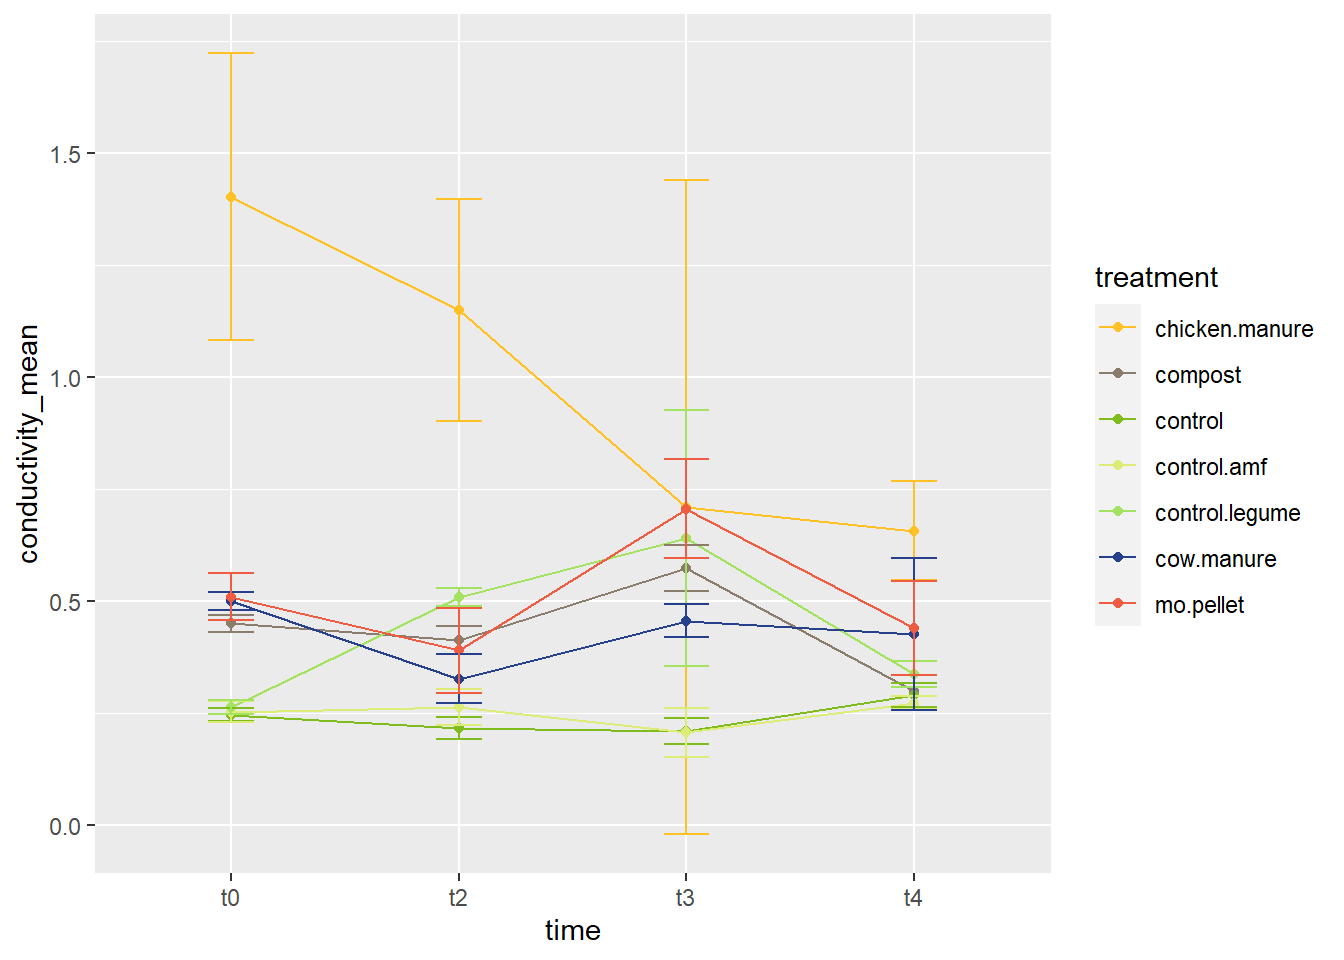 conductivity_mean
1.5
1.0
0.5
0.0
t0
t2
t3
t4
time
treatment
chicken.manure
compost
control
control.amf
control.legume
cow.manure
mo.pellet